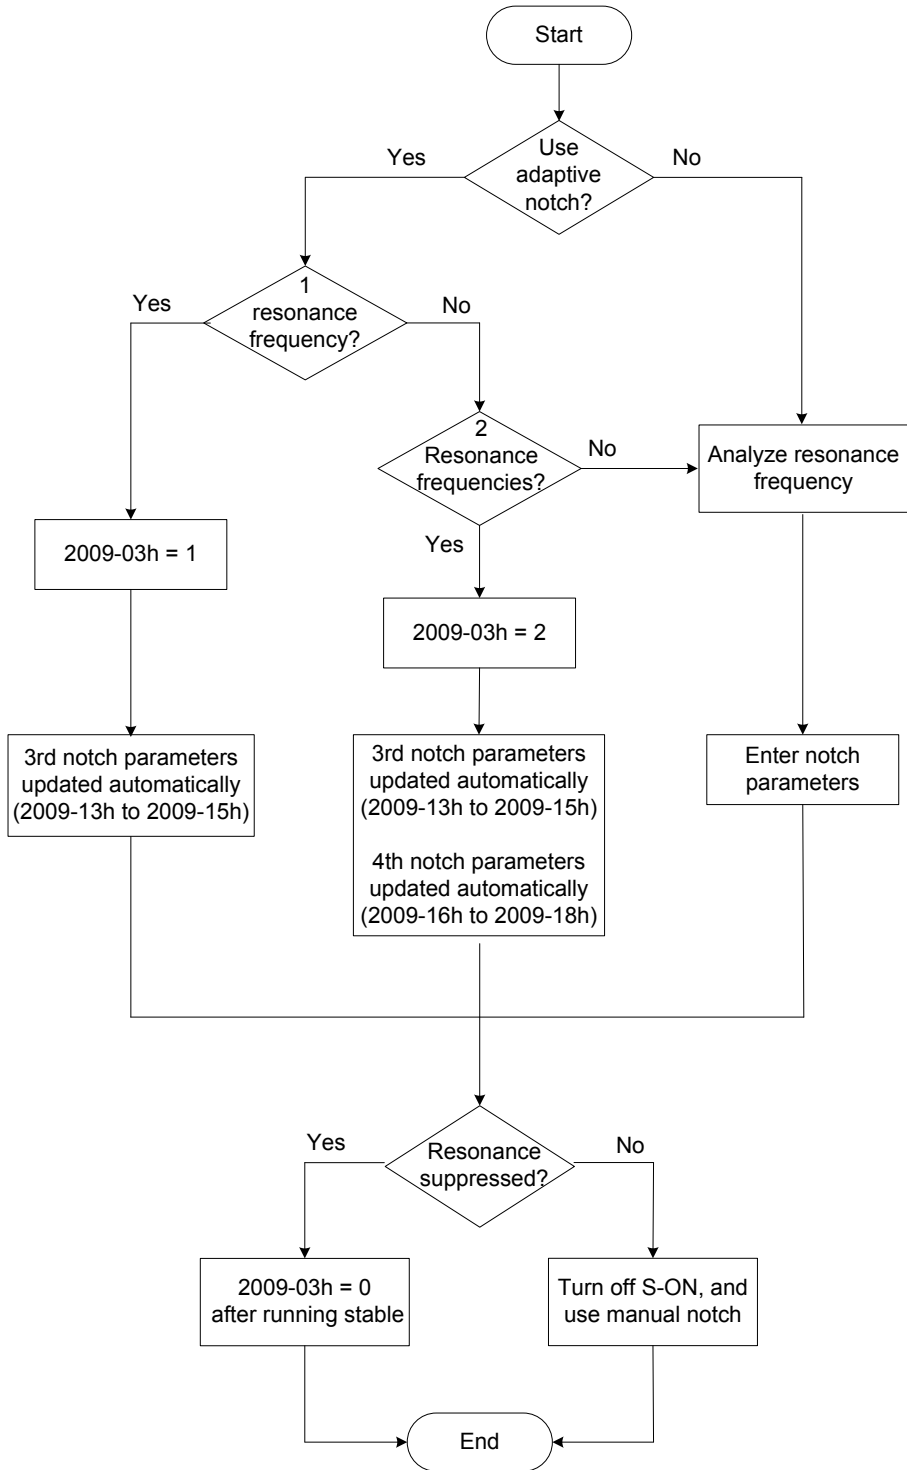 Start
Use
adaptive
notch?
Yes
No
1
resonance
frequency?
Yes
No
2
Resonance
frequencies?
No
Yes
Analyze resonance
frequency
2009-03h = 1
2009-03h = 2
3rd notch parameters
updated automatically
(2009-13h to 2009-15h)
3rd notch parameters
updated automatically
(2009-13h to 2009-15h)
4th notch parameters
updated automatically
(2009-16h to 2009-18h)
Enter notch
parameters
Resonance
suppressed?
Yes
No
2009-03h = 0
after running stable
Turn off S-ON, and
use manual notch
End